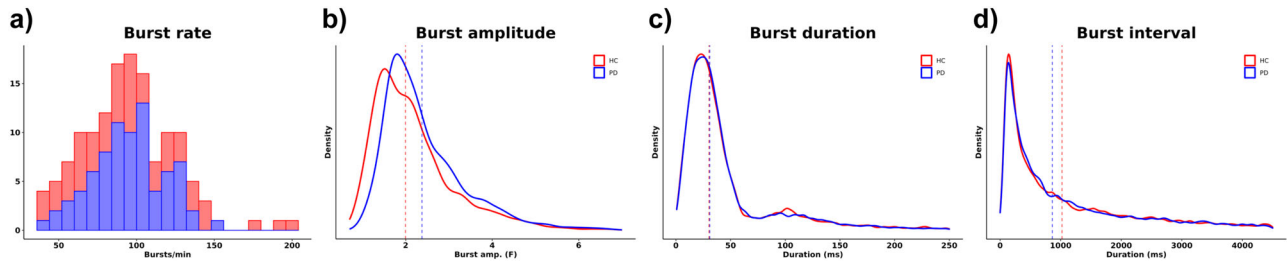 a)
Burst rate
15
10
5
0
50
100
150
200
Bursts/min
b)
Burst amplitude
HC
PD
Density
2
4
6
Burst amp. (F)
c)
Burst duration
HC
PD
Density
0
50
100
150
200
250
Duration (ms)
d)
Burst interval
HC
PD
Density
0
1000
2000
3000
4000
Duration (ms)